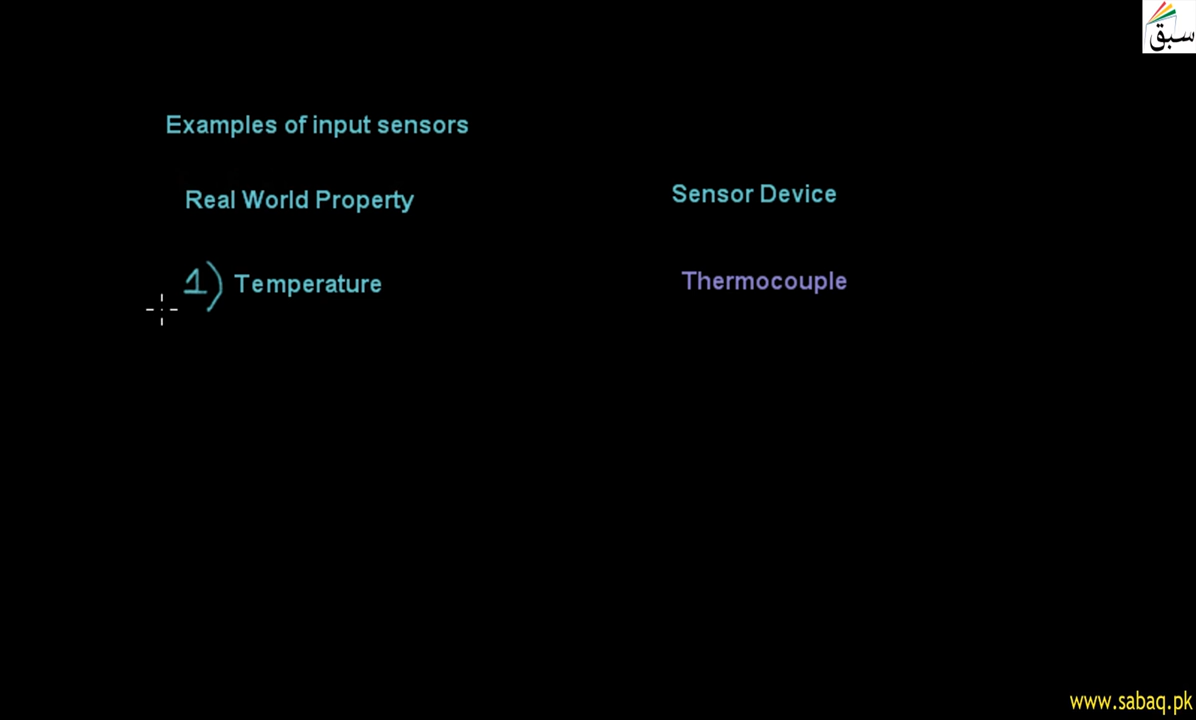 سبق
Examples of input sensors
Real World Property Sensor Device
1) Temperature Thermocouple
www.sabaq.pk